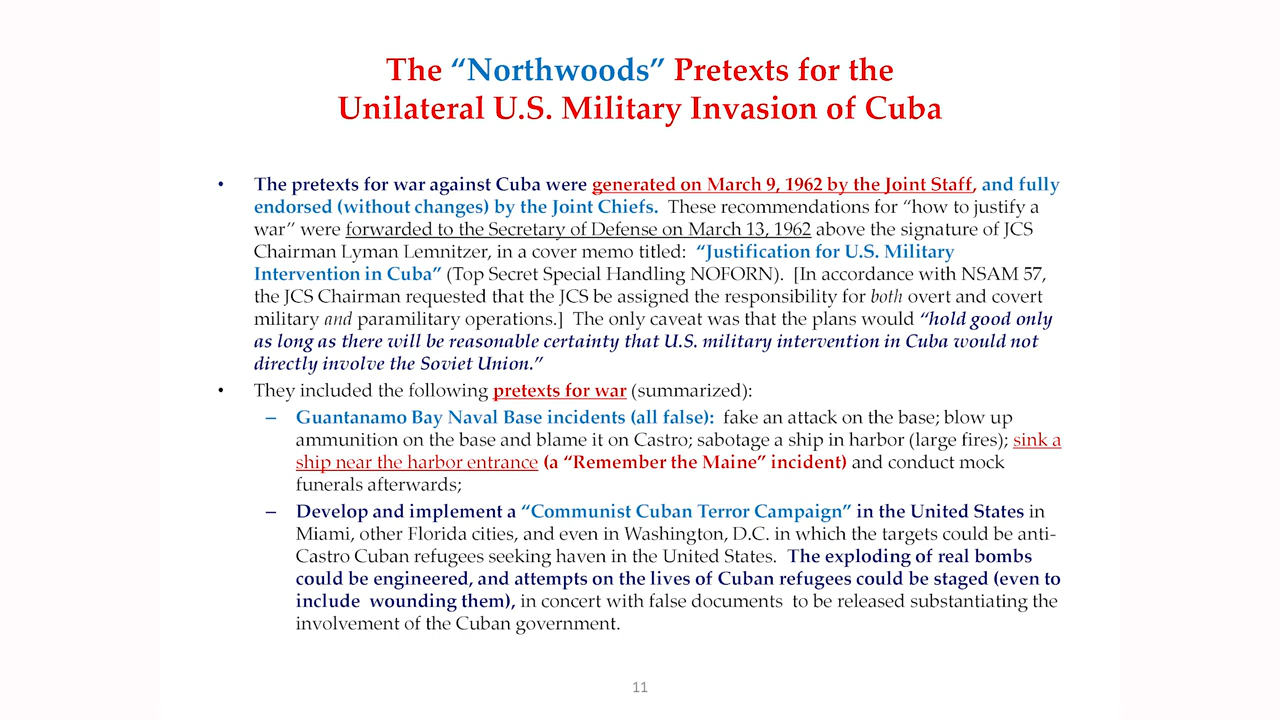 The “Northwoods” Pretexts for the
Unilateral U.S. Military Invasion of Cuba
• The pretexts for war against Cuba were generated on March 9, 1962 by the Joint Staff, and fully
endorsed (without changes) by the Joint Chiefs. These recommendations for “how to justify a
war” were forwarded to the Secretary of Defense on March 13, 1962 above the signature of JCS
Chairman Lyman Lemnitzer, in a cover memo titled: “Justification for U.S. Military
Intervention in Cuba” (Top Secret Special Handling NOFORN). [In accordance with NSAM 57,
the JCS Chairman requested that the JCS be assigned the responsibility for both overt and covert
military and paramilitary operations.] The only caveat was that the plans would “hold good only
as long as there will be reasonable certainty that U.S. military intervention in Cuba would not
directly involve the Soviet Union.”
• They included the following pretexts for war (summarized):
– Guantanamo Bay Naval Base incidents (all false): fake an attack on the base; blow up
ammunition on the base and blame it on Castro; sabotage a ship in harbor (large fires); sink a
ship near the harbor entrance (a “Remember the Maine” incident) and conduct mock
funerals afterwards;
– Develop and implement a “Communist Cuban Terror Campaign” in the United States in
Miami, other Florida cities, and even in Washington, D.C. in which the targets could be anti-
Castro Cuban refugees seeking haven in the United States. The exploding of real bombs
could be engineered, and attempts on the lives of Cuban refugees could be staged (even to
include wounding them), in concert with false documents to be released substantiating the
involvement of the Cuban government.
11